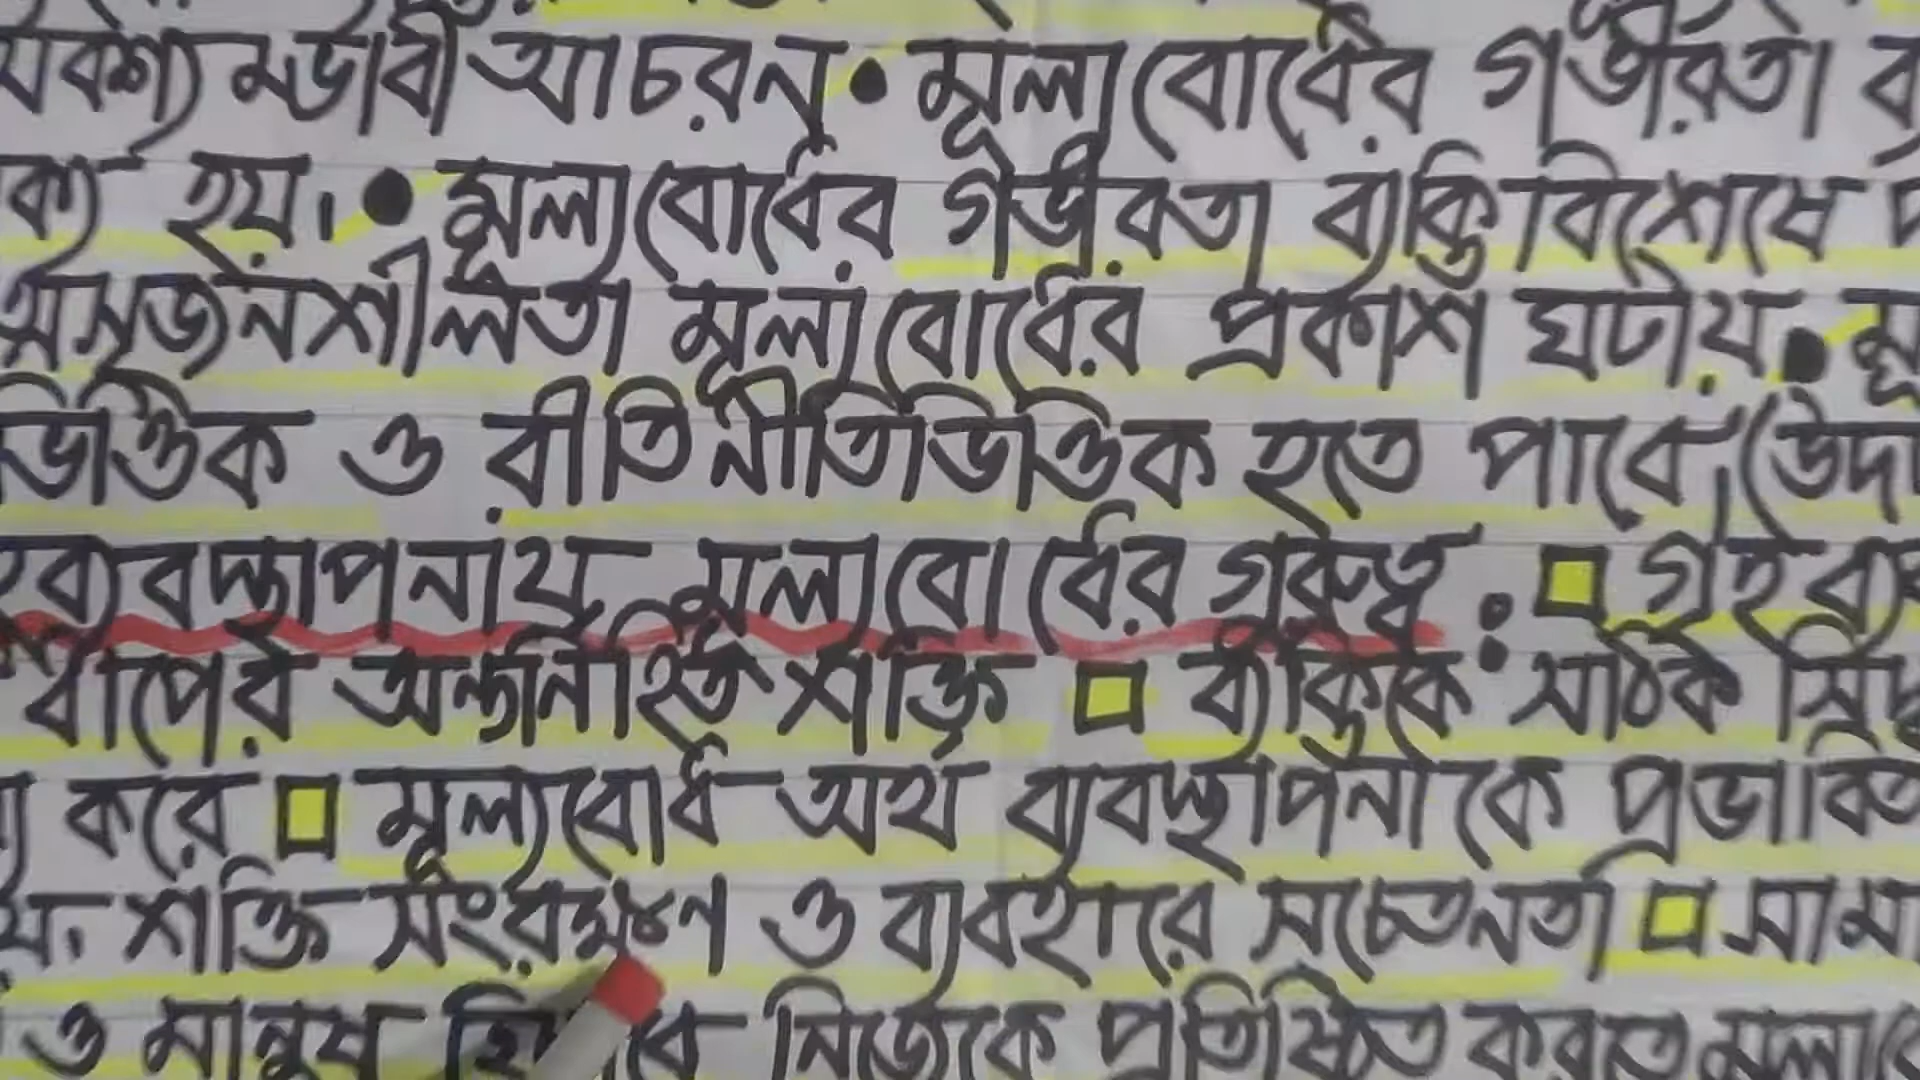 আচরন • মূল্যবোধের গভীরতা
হয়। • মূল্যবোধের গভীরতা ব্যক্তিবিশেষে
সৃজনশীলতা মূল্যবোধের প্রকাশ ঘটায় •
ভিত্তিক ও রীতিনীতিভিত্তিক হতে পারে (উদা
ব্যবস্থাপনায় মূল্যবোধের গুরুত্ব : গৃহ
অন্তর্নিহিত শক্তি ব্যক্তিকে সঠিক
করে মূল্যবোধ অর্থ ব্যবস্থাপনাকে প্রভাবিত
শক্তি সংরক্ষণ ও ব্যবহারে সচেতনতা সামা
ও মানুষ নিজেকে প্রতিষ্ঠিত করতে